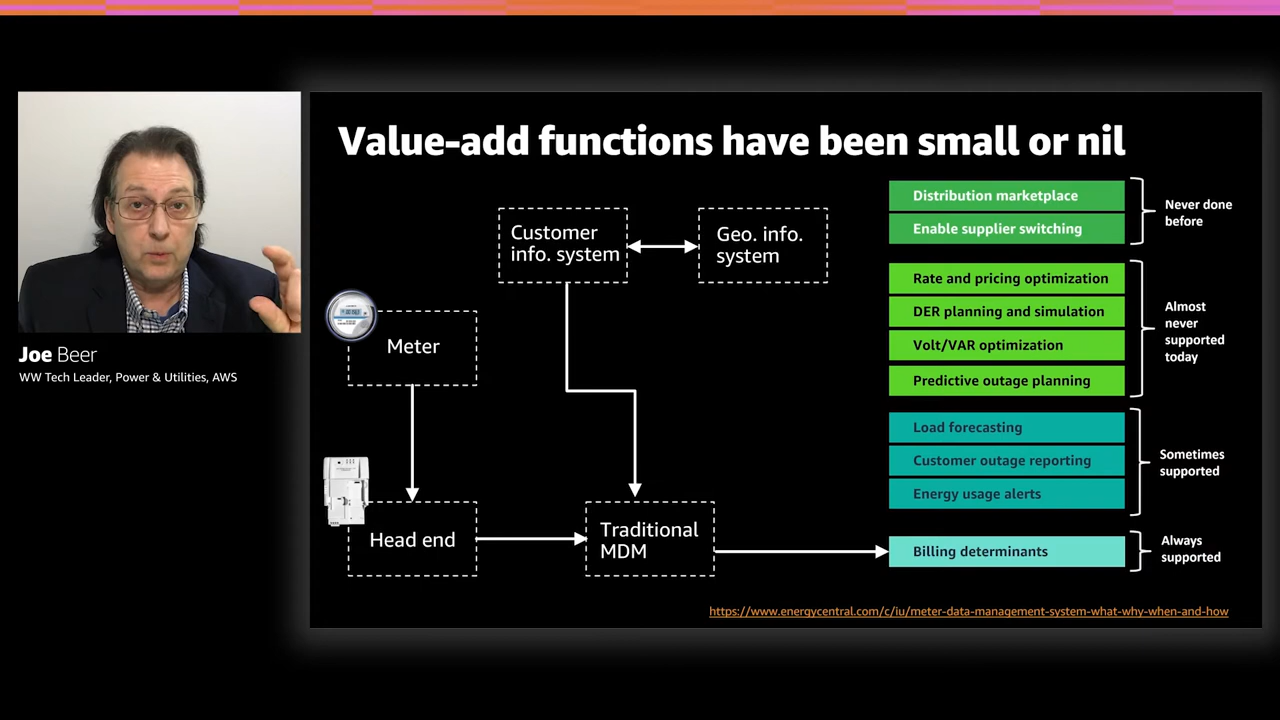 Value-add functions have been small or nil
Joe Beer
WW Tech Leader, Power & Utilities, AWS
Customer
info. system
Geo. info.
system
Meter
Head end
Traditional
MDM
Distribution marketplace
Enable supplier switching
Never done
before
Rate and pricing optimization
DER planning and simulation
Volt/VAR optimization
Predictive outage planning
Almost
never
supported
today
Load forecasting
Customer outage reporting
Energy usage alerts
Sometimes
supported
Billing determinants
Always
supported
https://www.energycentral.com/c/iu/meter-data-management-system-what-why-when-and-how